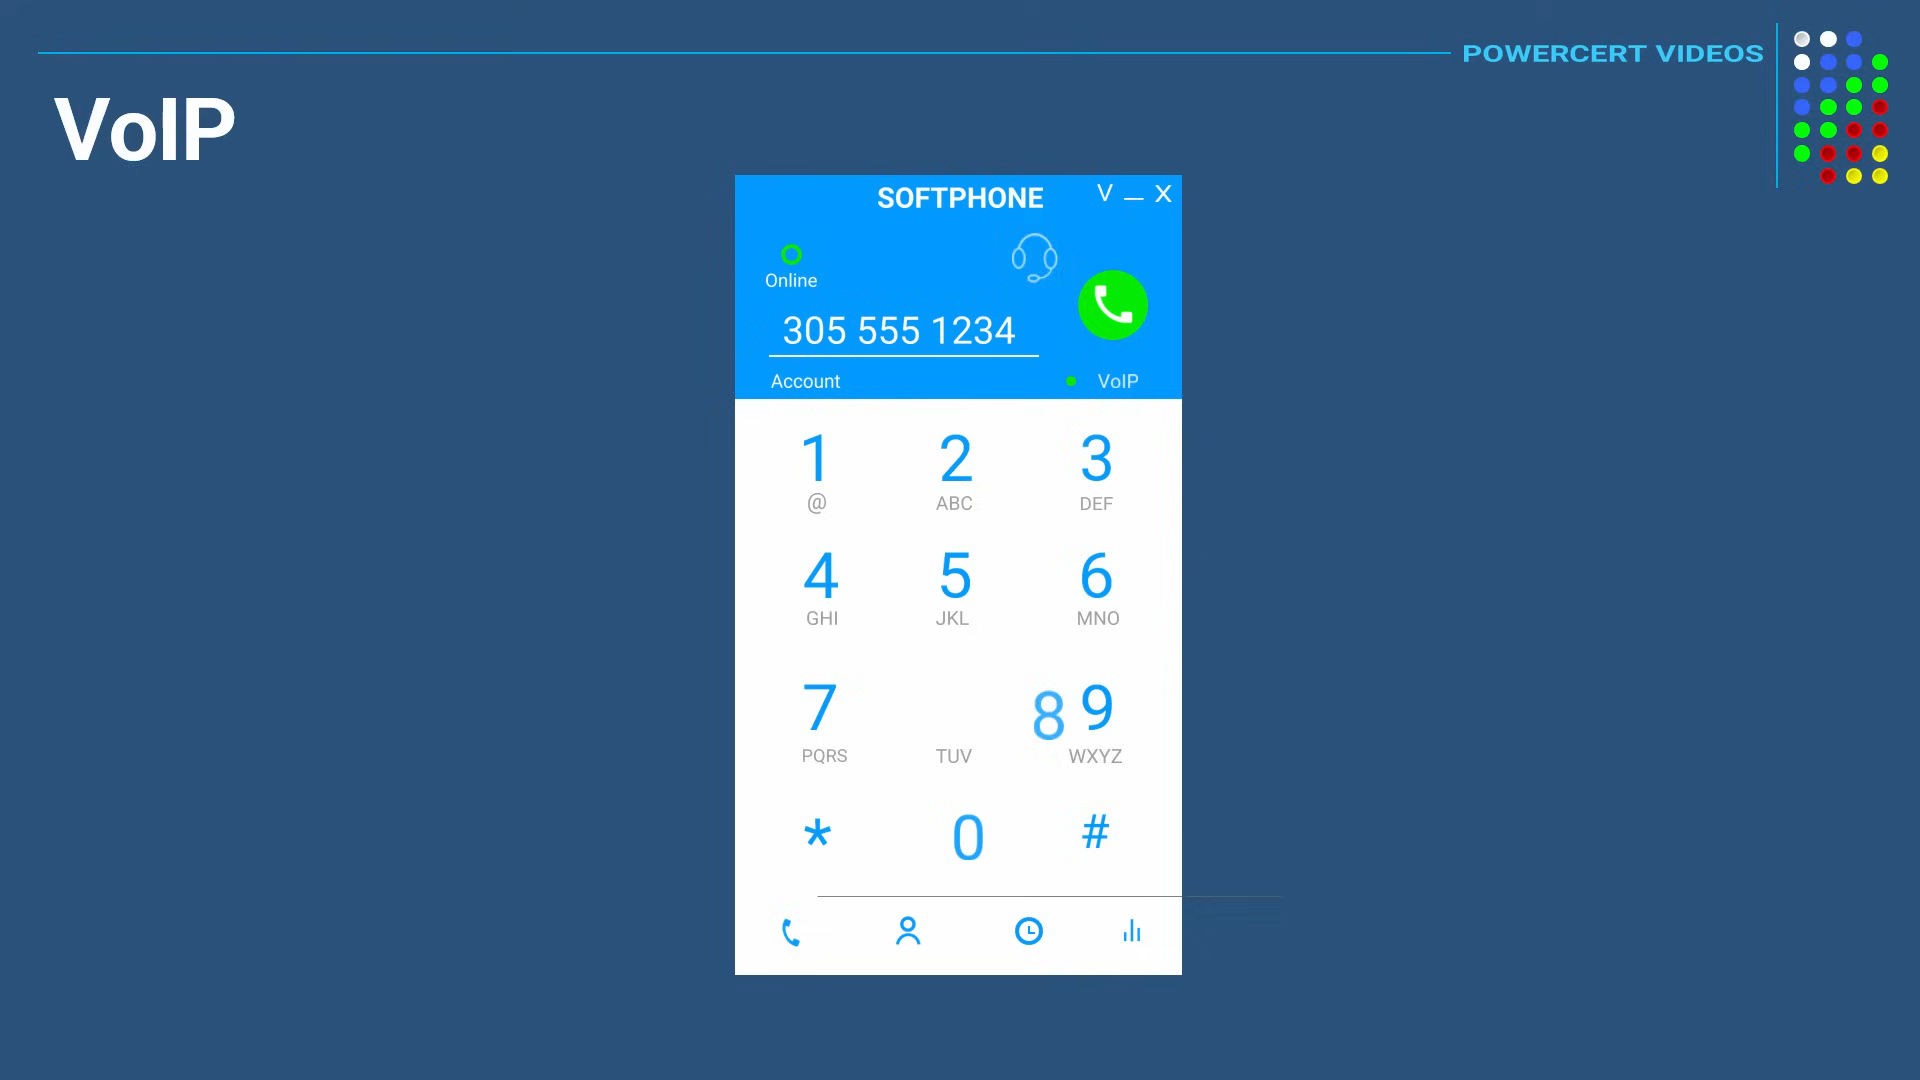 POWERCERT VIDEOS
VoIP
SOFTPHONE V — X
Online
305 555 1234
Account VoIP
1 2 3
@ ABC DEF
4 5 6
GHI JKL MNO
7 8 9
PQRS TUV WXYZ
* 0 #